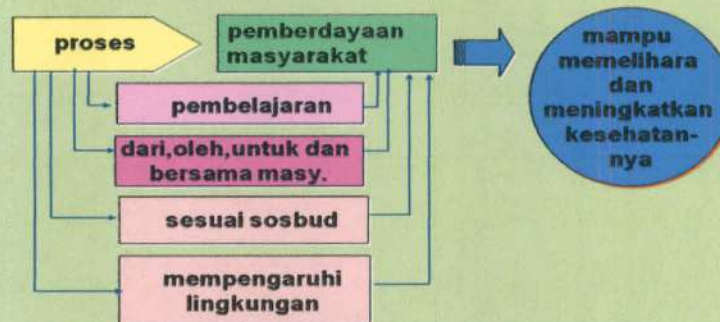 proses
pemberdayaan
masyarakat
mampu
memelihara
dan
meningkatkan
kesehatan-
nya
pembelajaran
dari,oleh,untuk dan
bersama masy.
sesuai sosbud
mempengaruhi
lingkungan